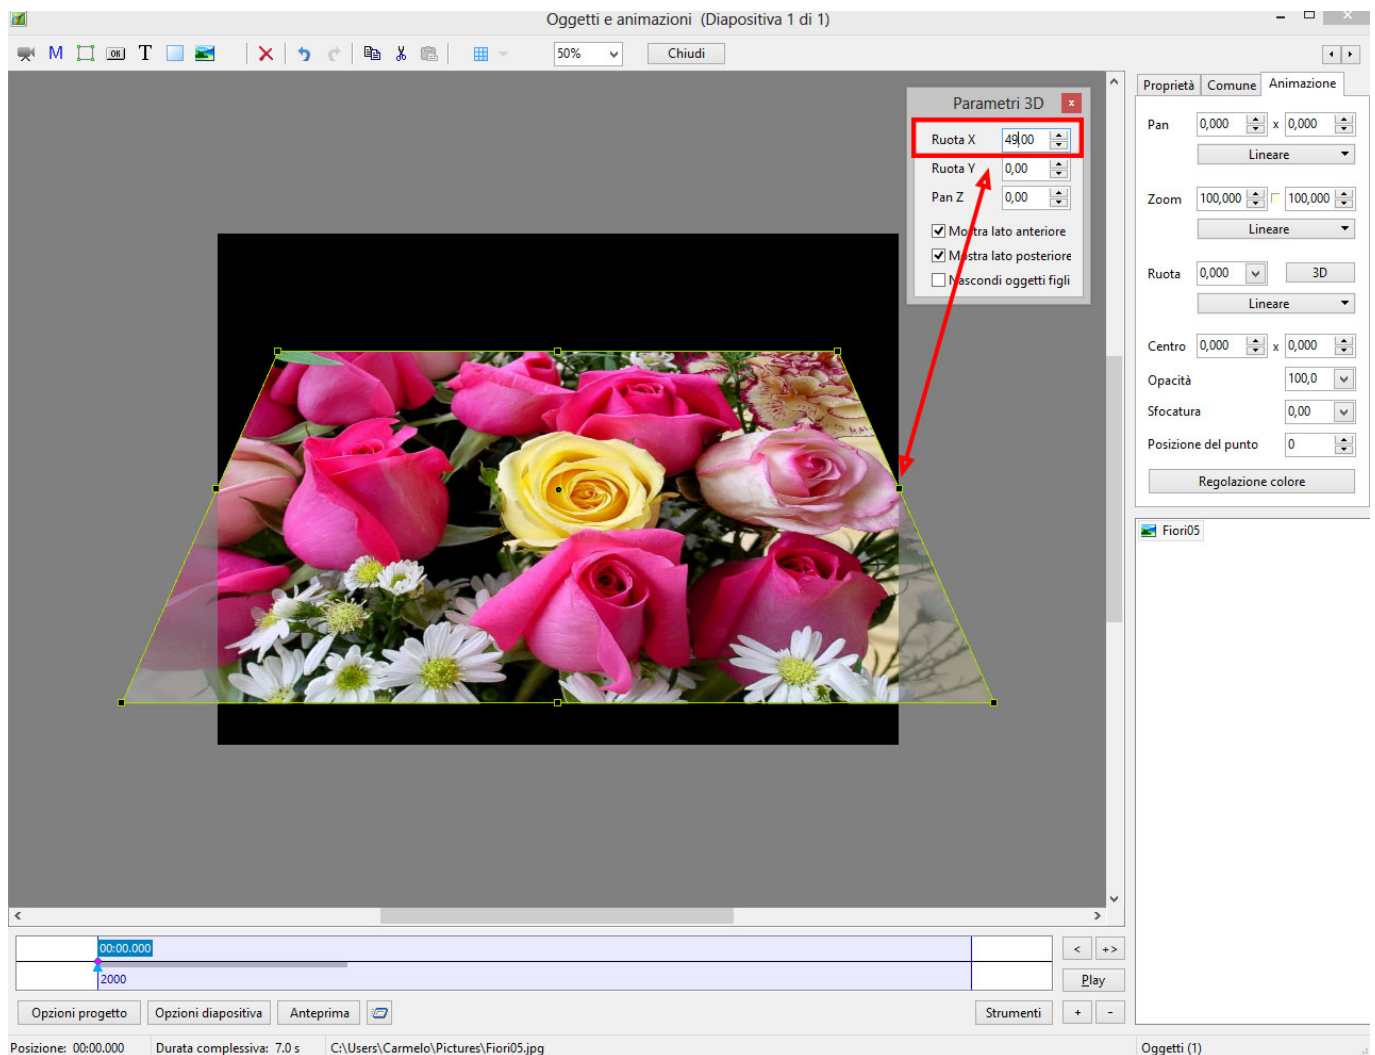 Oggetti e animazioni (Diapositiva 1 di 1)
M OK T 50% Chiudi
Parametri 3D
Ruota X 49,00
Ruota Y 0,00
Pan Z 0,00
Mostra lato anteriore
Mostra lato posteriore
Nascondi oggetti figli
Proprietà Comune Animazione
Pan 0,000 x 0,000
Lineare
Zoom 100,000 100,000
Lineare
Ruota 0,000 3D
Lineare
Centro 0,000 x 0,000
Opacità 100,0
Sfocatura 0,00
Posizione del punto 0
Regolazione colore
Fiori05
00:00.000
2000
< +>
Play
Opzioni progetto Opzioni diapositiva Anteprima Strumenti + -
Posizione: 00:00.000 Durata complessiva: 7.0 s C:\Users\Carmelo\Pictures\Fiori05.jpg Oggetti (1)